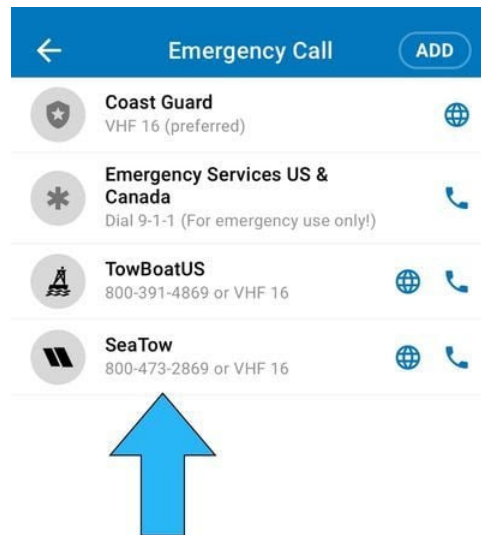 Emergency Call
ADD
Coast Guard
VHF 16 (preferred)
Emergency Services US &
Canada
Dial 9-1-1 (For emergency use only!)
TowBoatUS
800-391-4869 or VHF 16
SeaTow
800-473-2869 or VHF 16